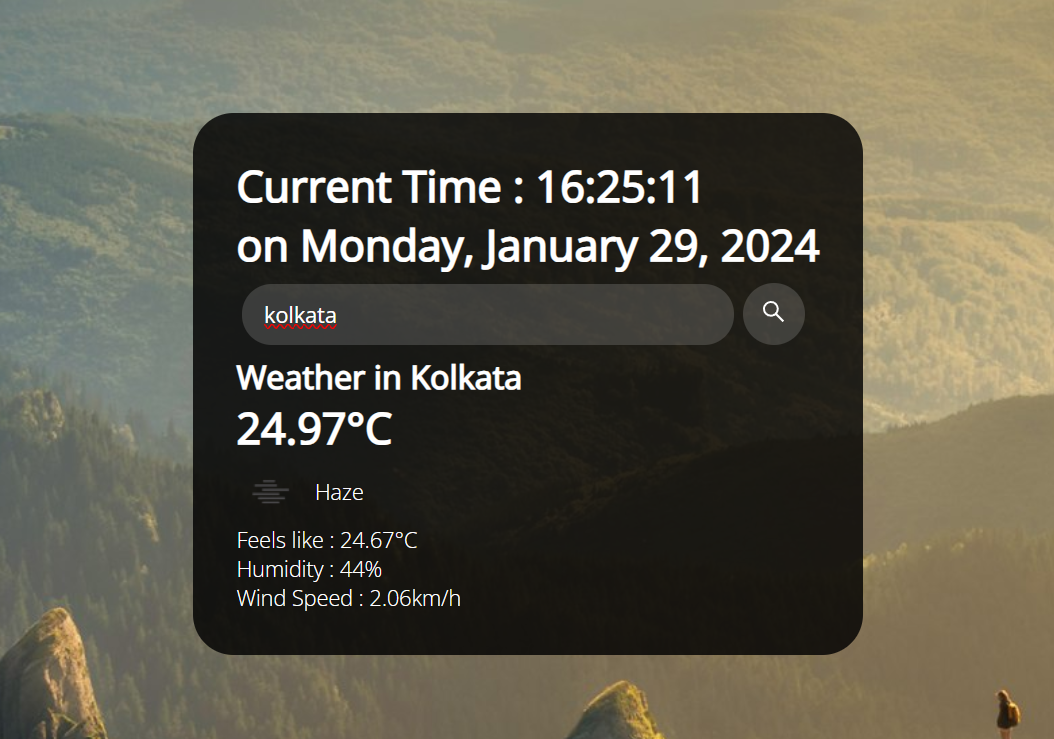 Current Time : 16:25:11
on Monday, January 29, 2024
kolkata
Weather in Kolkata
24.97°C
Haze
Feels like : 24.67°C
Humidity : 44%
Wind Speed : 2.06km/h